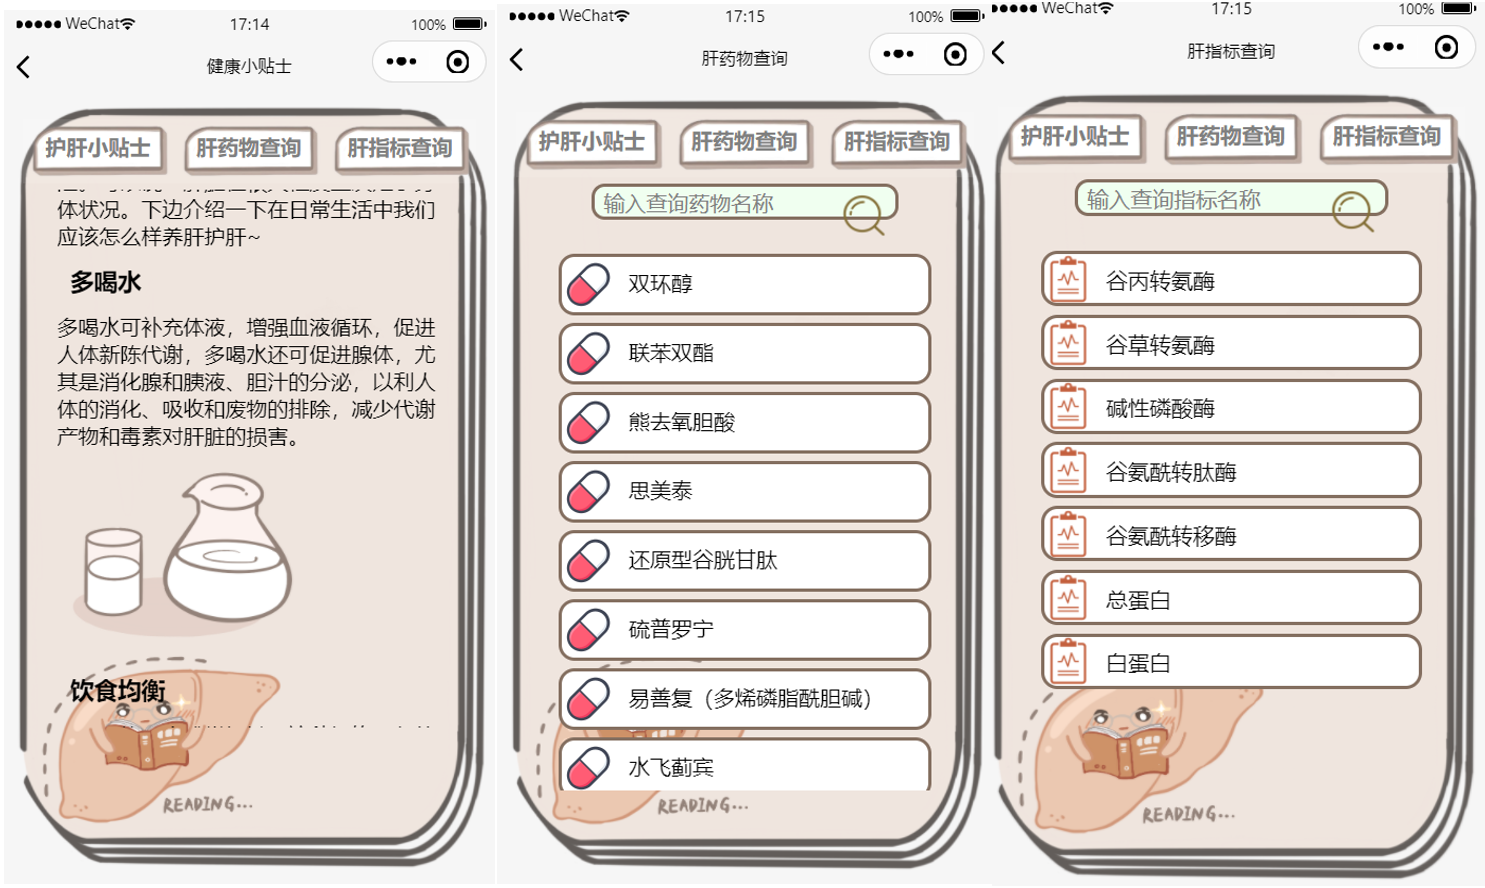 WeChat
17:14
100%
健康小贴士
护肝小贴士
肝药物查询
肝指标查询
体状况。下边介绍一下在日常生活中我们
应该怎么样养肝护肝~
多喝水
多喝水可补充体液，增强血液循环，促进
人体新陈代谢，多喝水还可促进腺体，尤
其是消化腺和胰液、胆汁的分泌，以利人
体的消化、吸收和废物的排除，减少代谢
产物和毒素对肝脏的损害。
饮食均衡
READING...
WeChat
17:15
100%
肝药物查询
护肝小贴士
肝药物查询
肝指标查询
输入查询药物名称
双环醇
联苯双酯
熊去氧胆酸
思美泰
还原型谷胱甘肽
硫普罗宁
易善复（多烯磷脂酰胆碱）
水飞蓟宾
READING...
WeChat
17:15
100%
肝指标查询
护肝小贴士
肝药物查询
肝指标查询
输入查询指标名称
谷丙转氨酶
谷草转氨酶
碱性磷酸酶
谷氨酰转肽酶
谷氨酰转移酶
总蛋白
白蛋白
READING...